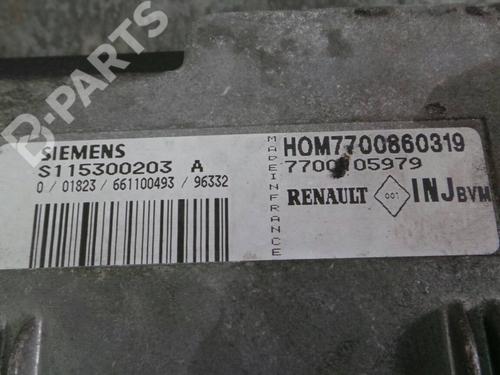 B-PARTS
SIEMENS
S115300203 A
0 / 01823 / 661100493 / 96332
MADE IN FRANCE
HOM7700860319
RENAULT 001 INJ BVM